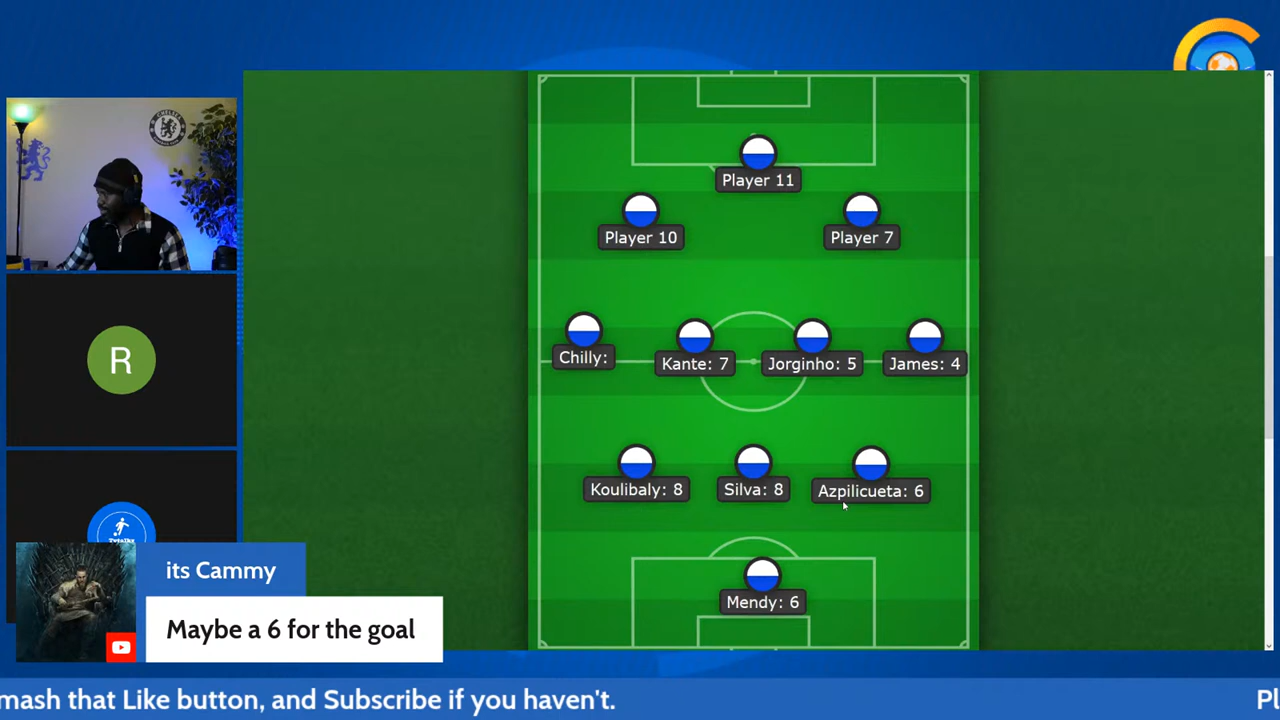 Player 11
Player 10
Player 7
Chilly:
Kante: 7
Jorginho: 5
James: 4
Koulibaly: 8
Silva: 8
Azpilicueta: 6
Mendy: 6
R
its Cammy
Maybe a 6 for the goal
mash that Like button, and Subscribe if you haven't.
Pl